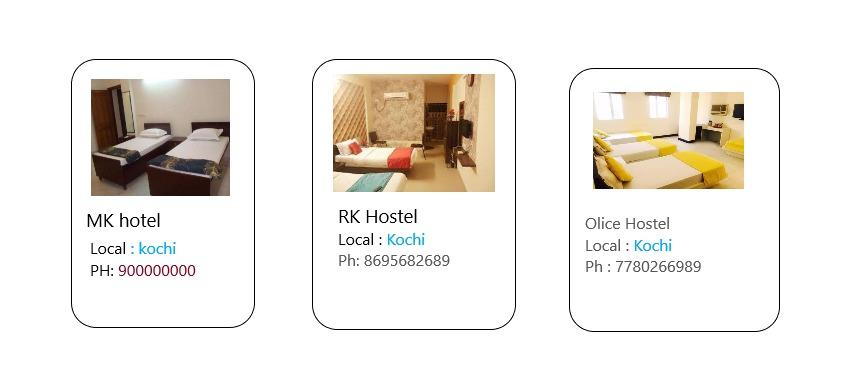 MK hotel
Local : kochi
PH: 900000000
RK Hostel
Local : Kochi
Ph: 8695682689
Olice Hostel
Local : Kochi
Ph : 7780266989